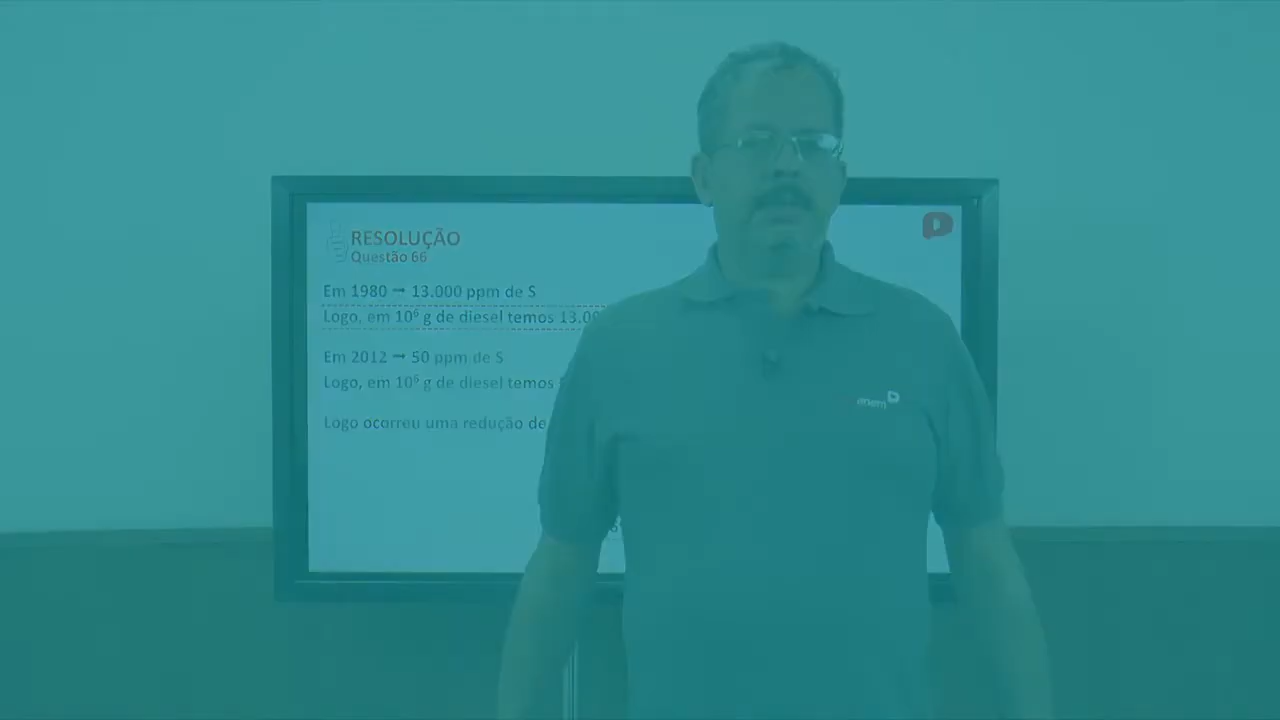 RESOLUÇÃO
Questão 66
Em 1980 → 13.000 ppm de S
Logo, em 10⁶ g de diesel temos 13.00
Em 2012 → 50 ppm de S
Logo, em 10⁶ g de diesel temos
Logo ocorreu uma redução de
enem